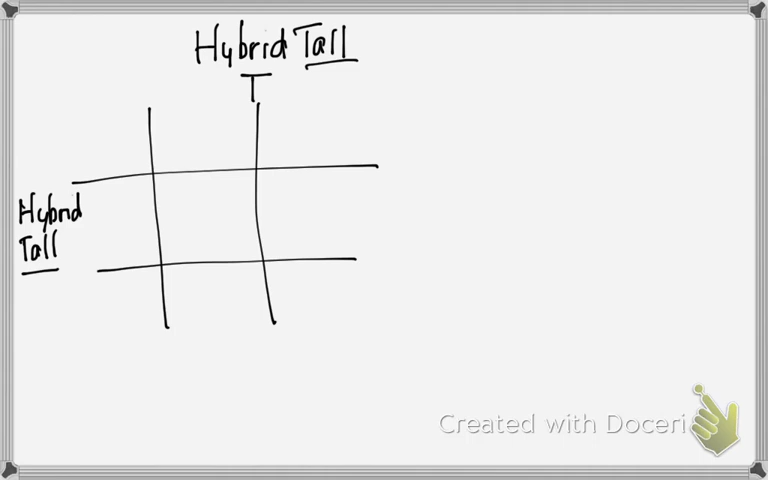 Hybrid Tall
T
Hybrid
Tall
Created with Doceri